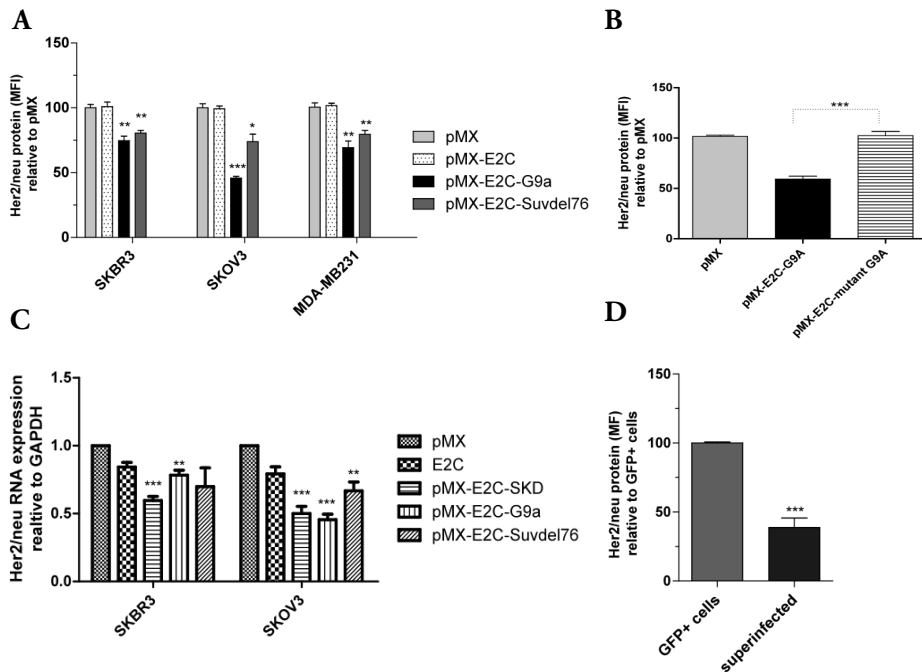 A
Her2/neu protein (MFI)
relative to pMX
150
100
50
0
**
**
***
*
**
**
SKBR3
SKOV3
MDA-MB231
pMX
pMX-E2C
pMX-E2C-G9a
pMX-E2C-Suvdel76
B
Her2/neu protein (MFI)
relative to pMX
150
100
50
0
***
pMX
pMX-E2C-G9A
pMX-E2C-mutant G9A
C
Her2/neu RNA expression
realtive to GAPDH
1.5
1.0
0.5
0.0
***
**
***
***
**
SKBR3
SKOV3
pMX
E2C
pMX-E2C-SKD
pMX-E2C-G9a
pMX-E2C-Suvdel76
D
Her2/neu protein (MF)
relative to GFP+ cells
150
100
50
0
***
GFP+ cells
superinfected